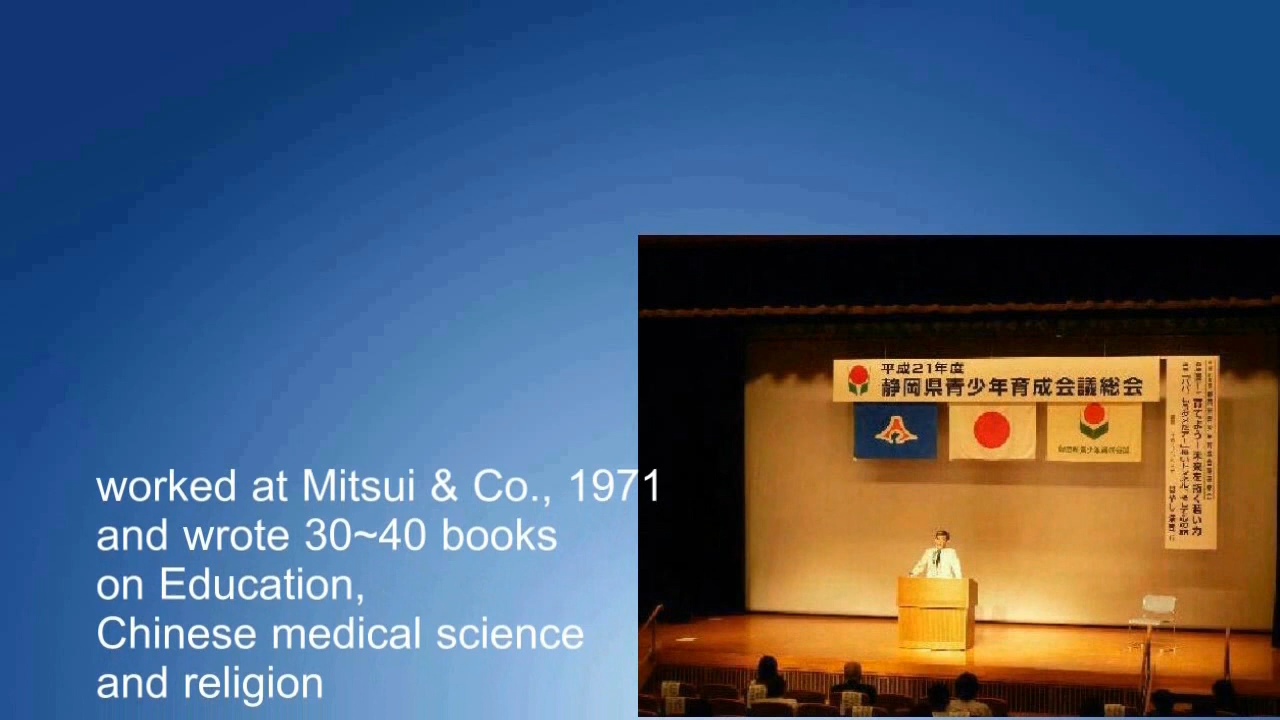 worked at Mitsui & Co., 1971
and wrote 30~40 books
on Education,
Chinese medical science
and religion
平成21年度
静岡県青少年育成会議総会